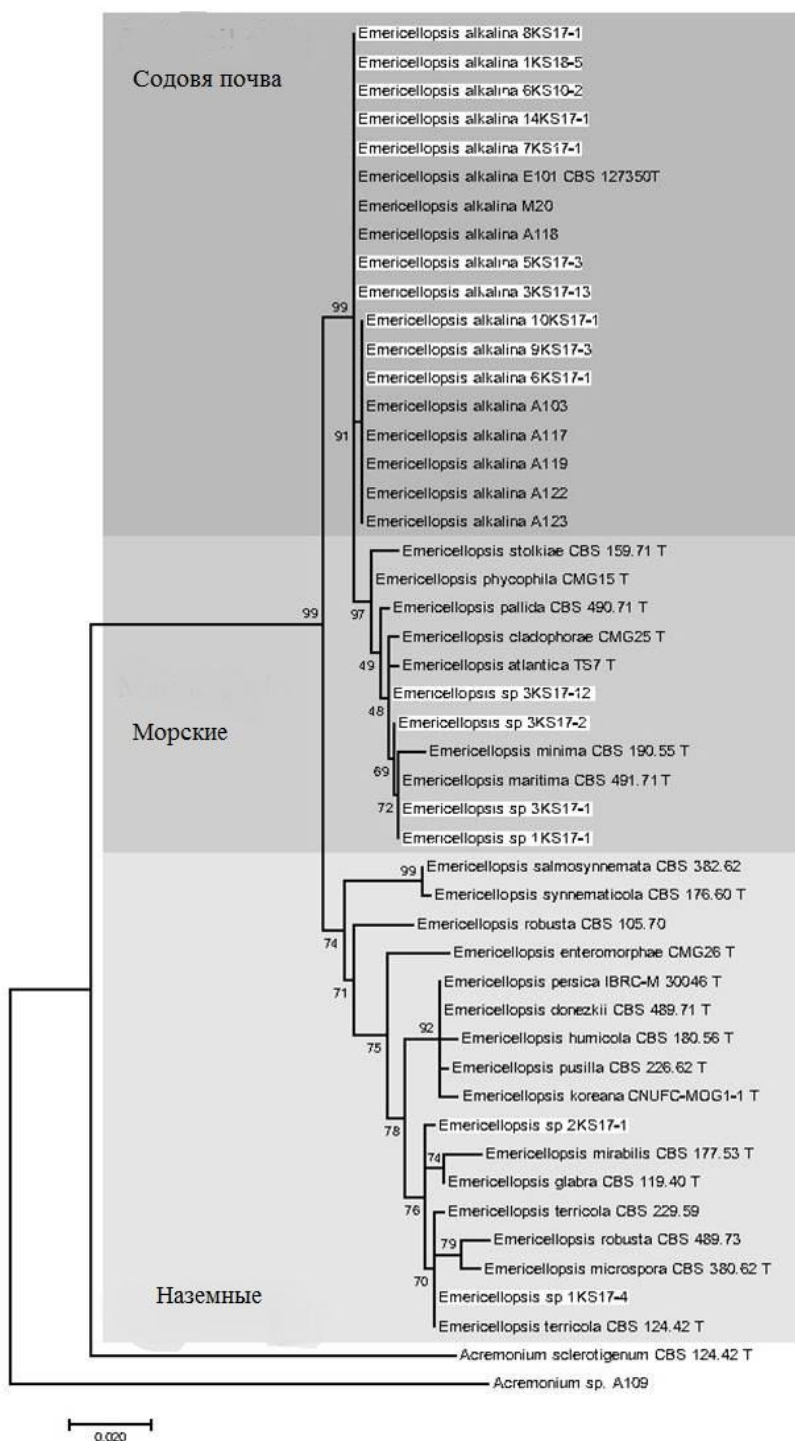 Содовя почва
Emericellopsis alkalina 8KS17-1
Emericellopsis alkalina 1KS18-5
Emericellopsis alkalina 6KS10-2
Emericellopsis alkalina 14KS17-1
Emericellopsis alkalina 7KS17-1
Emericellopsis alkalina E101 CBS 127350T
Emericellopsis alkalina M20
Emericellopsis alkalina A118
Emericellopsis alkalina 5KS17-3
Emericellopsis alkalina 3KS17-13
99
Emericellopsis alkalina 10KS17-1
Emericellopsis alkalina 9KS17-3
Emericellopsis alkalina 6KS17-1
Emericellopsis alkalina A103
91
Emericellopsis alkalina A117
Emericellopsis alkalina A119
Emericellopsis alkalina A122
Emericellopsis alkalina A123
Морские
Emericellopsis stolkiae CBS 159.71 T
Emericellopsis phycophila CMG15 T
99
97
Emericellopsis pallida CBS 490.71 T
Emericellopsis cladophorae CMG25 T
49
Emericellopsis atlantica TS7 T
Emericellopsis sp 3KS17-12
48
Emericellopsis sp 3KS17-2
Emericellopsis minima CBS 190.55 T
69
Emericellopsis maritima CBS 491.71 T
72
Emericellopsis sp 3KS17-1
Emericellopsis sp 1KS17-1
Наземные
99
Emericellopsis salmosynnemata CBS 382.62
Emericellopsis synnematicola CBS 176.60 T
Emericellopsis robusta CBS 105.70
74
Emericellopsis enteromorphae CMG26 T
71
Emericellopsis persica IBRC-M 30046 T
Emericellopsis donezkii CBS 489.71 T
92
Emericellopsis humicola CBS 180.56 T
75
Emericellopsis pusilla CBS 226.62 T
Emericellopsis koreana CNUFC-MOG1-1 T
78
Emericellopsis sp 2KS17-1
74
Emericellopsis mirabilis CBS 177.53 T
Emericellopsis glabra CBS 119.40 T
76
Emericellopsis terricola CBS 229.59
79
Emericellopsis robusta CBS 489.73
Emericellopsis microspora CBS 380.62 T
70
Emericellopsis sp 1KS17-4
Emericellopsis terricola CBS 124.42 T
Acremonium sclerotigenum CBS 124.42 T
Acremonium sp. A109
0.020